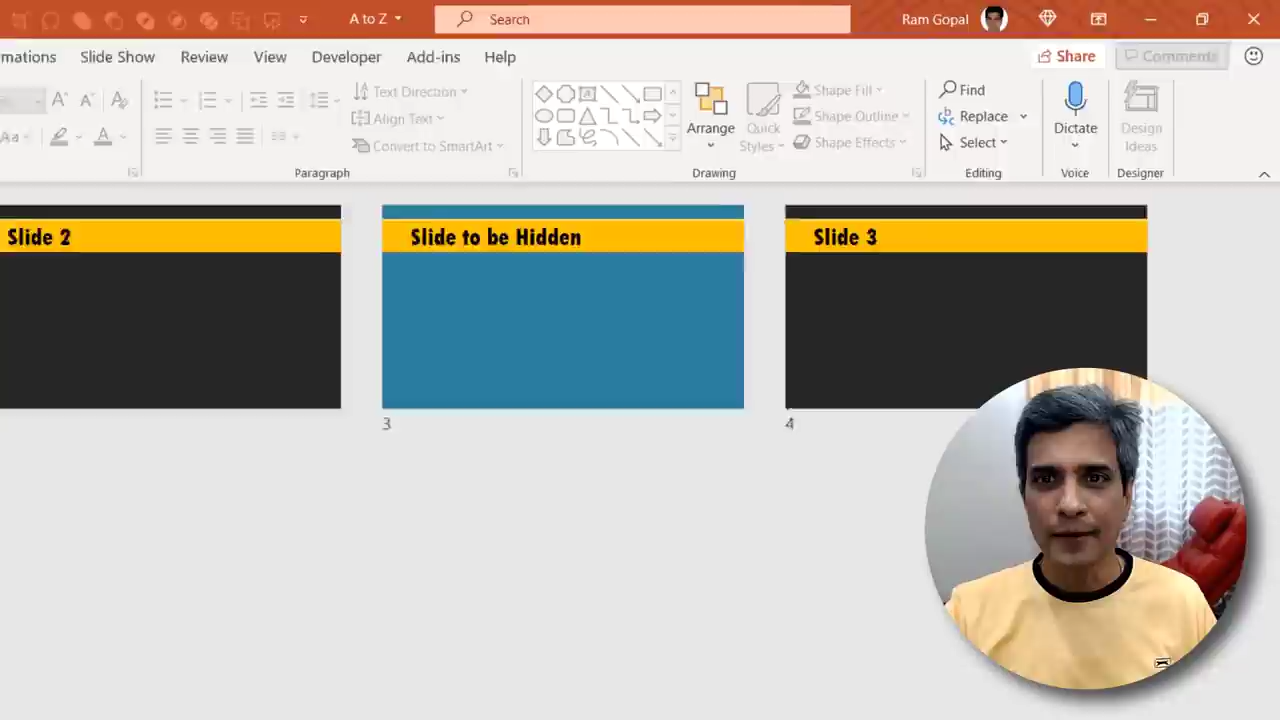 A to Z
Search
Ram Gopal
mations
Slide Show
Review
View
Developer
Add-ins
Help
Share
Comments
Aa
Text Direction
Align Text
Convert to SmartArt
Paragraph
Arrange
Quick
Styles
Shape Fill
Shape Outline
Shape Effects
Drawing
Find
Replace
Select
Editing
Dictate
Voice
Design
Ideas
Designer
Slide 2
Slide to be Hidden
Slide 3
3
4